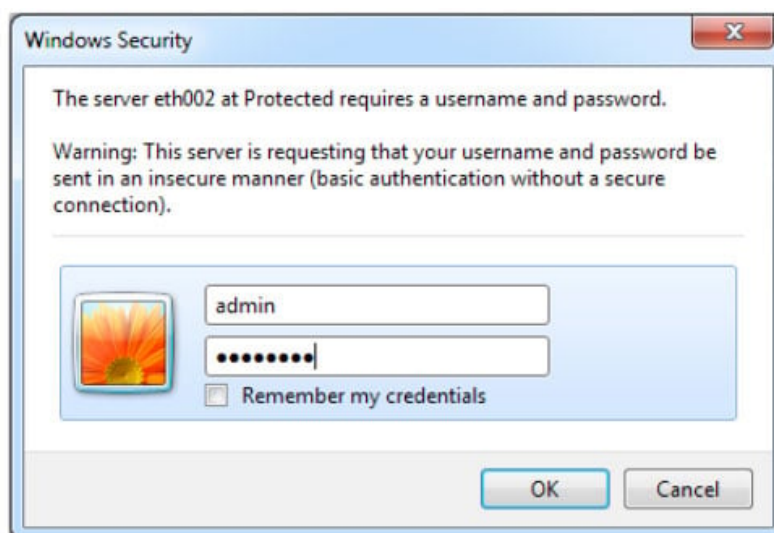 Windows Security
The server eth002 at Protected requires a username and password.
Warning: This server is requesting that your username and password be
sent in an insecure manner (basic authentication without a secure
connection).
admin
●●●●●●●●
Remember my credentials
OK
Cancel